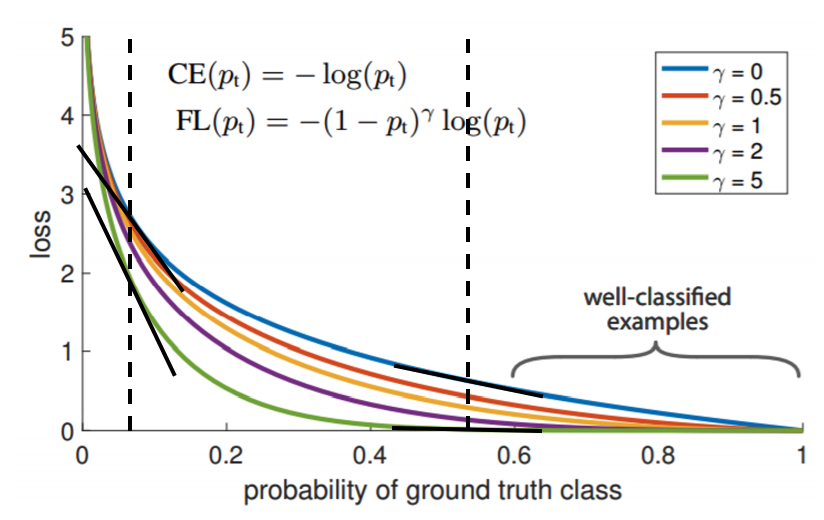 5
CE(pₜ) = − log(pₜ)
FL(pₜ) = −(1 − pₜ)^γ log(pₜ)
γ = 0
γ = 0.5
γ = 1
γ = 2
γ = 5
4
3
2
1
0
loss
well-classified
examples
0 0.2 0.4 0.6 0.8 1
probability of ground truth class